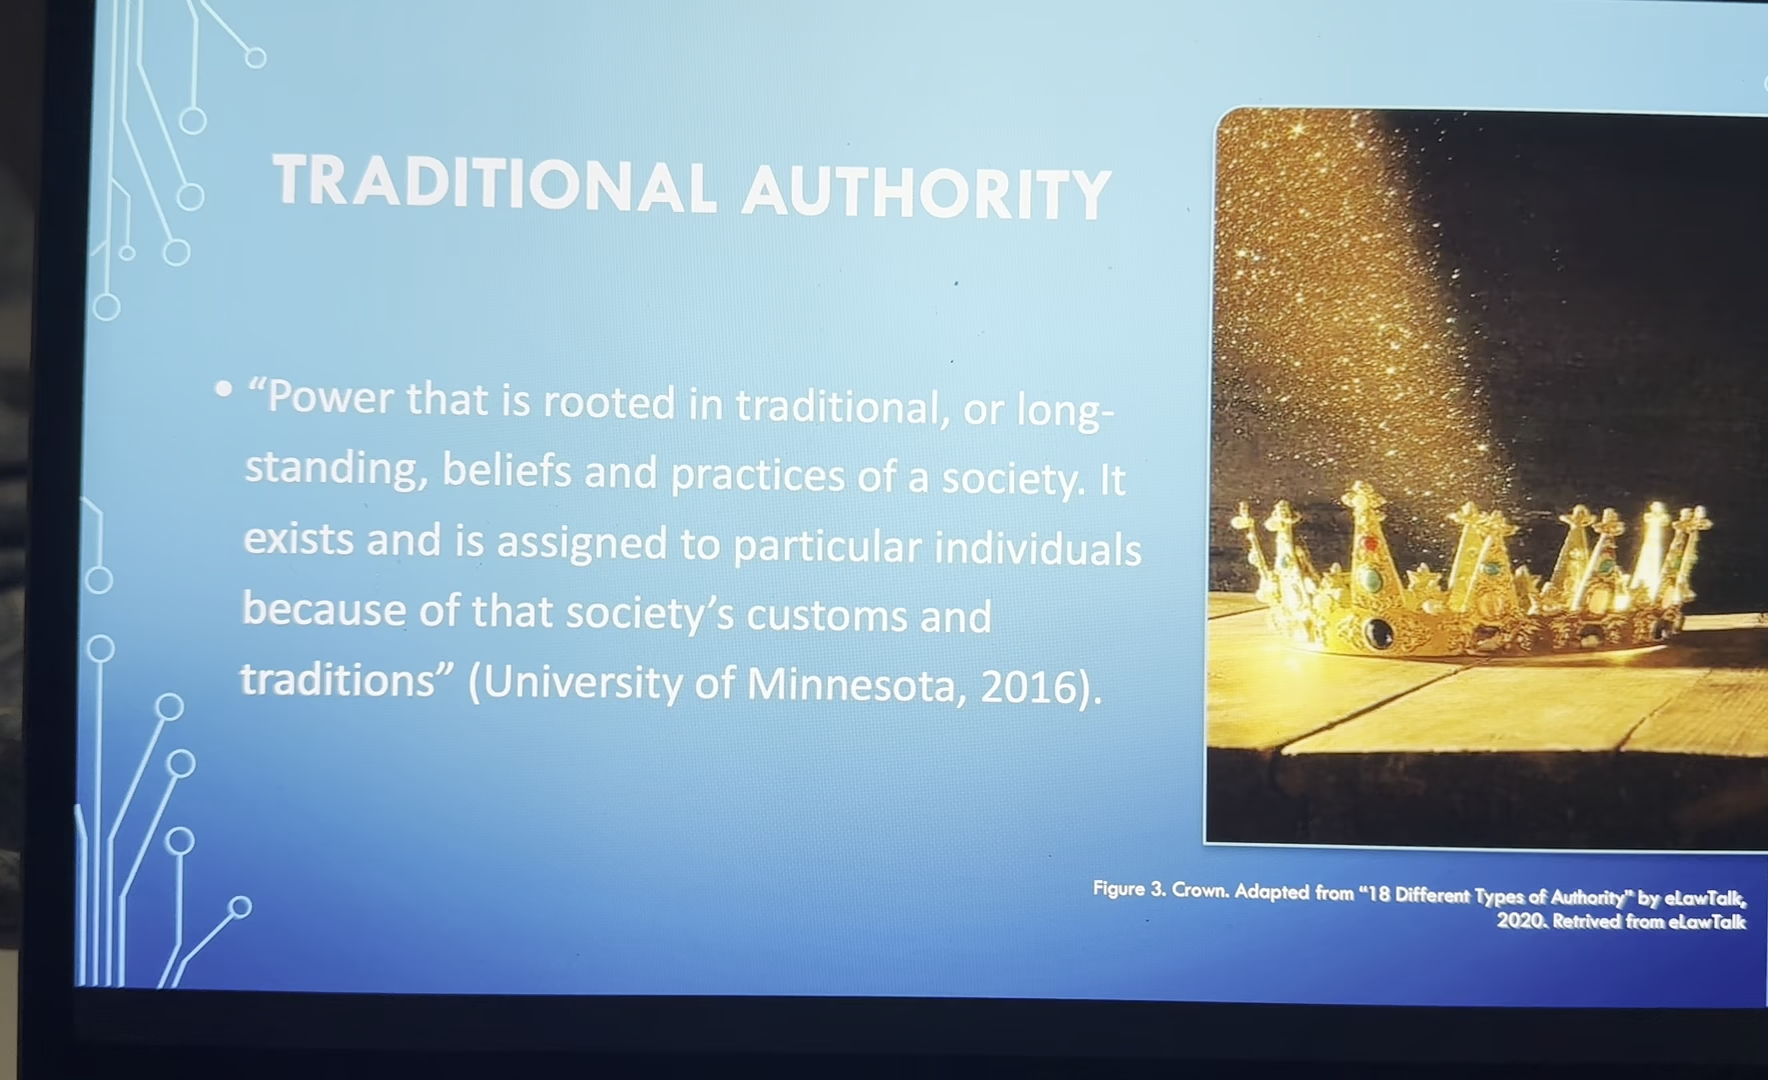 TRADITIONAL AUTHORITY
• “Power that is rooted in traditional, or long-
standing, beliefs and practices of a society. It
exists and is assigned to particular individuals
because of that society’s customs and
traditions” (University of Minnesota, 2016).
Figure 3. Crown. Adapted from “18 Different Types of Authority” by eLawTalk,
2020. Retrived from eLawTalk